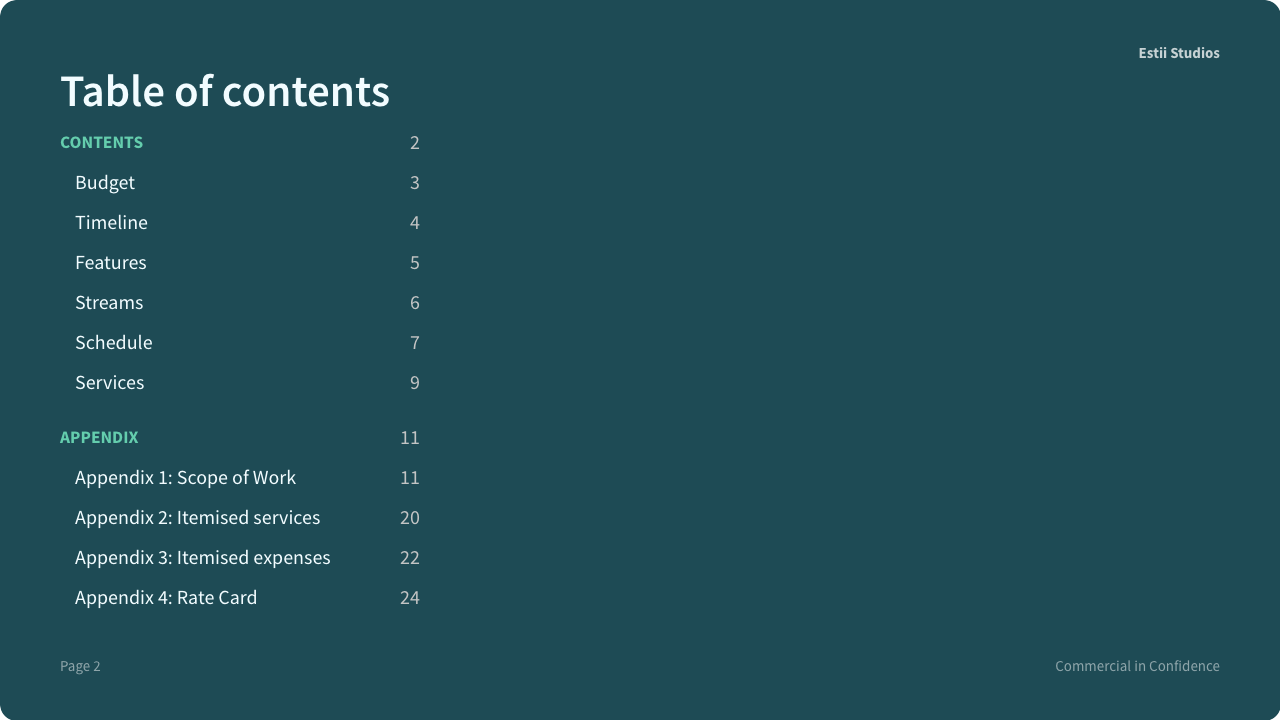 Estii Studios
Table of contents
CONTENTS 2
Budget 3
Timeline 4
Features 5
Streams 6
Schedule 7
Services 9
APPENDIX 11
Appendix 1: Scope of Work 11
Appendix 2: Itemised services 20
Appendix 3: Itemised expenses 22
Appendix 4: Rate Card 24
Page 2
Commercial in Confidence